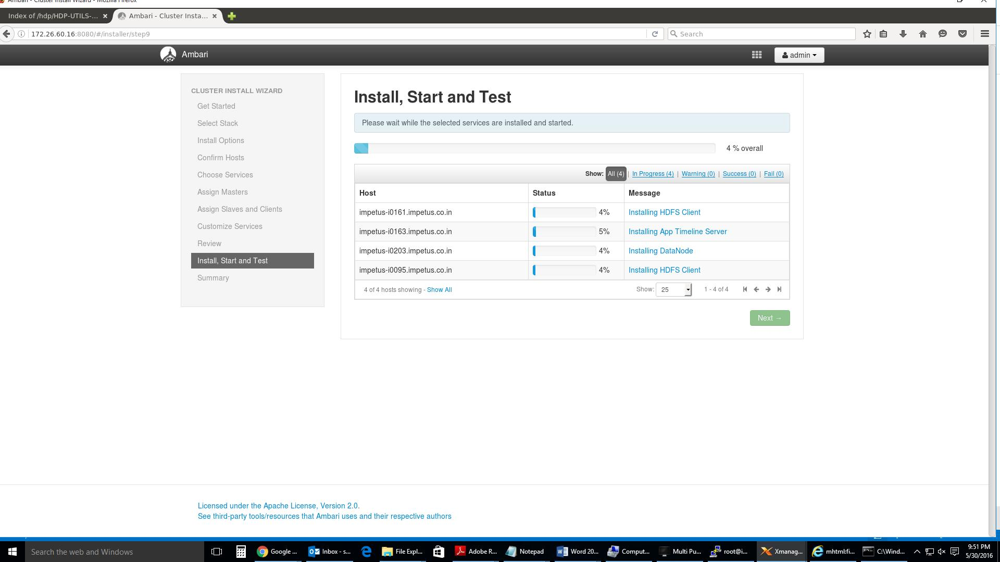 Ambari - Cluster Install Wizard - Mozilla Firefox
Index of /hdp/HDP-UTILS-...
Ambari - Cluster Insta...
172.26.60.16:8080/#/installer/step9
Search
Ambari
admin
CLUSTER INSTALL WIZARD
Get Started
Select Stack
Install Options
Confirm Hosts
Choose Services
Assign Masters
Assign Slaves and Clients
Customize Services
Review
Install, Start and Test
Summary
Install, Start and Test
Please wait while the selected services are installed and started.
4 % overall
Show: All (4) | In Progress (4) | Warning (0) | Success (0) | Fail (0)
Host Status Message
impetus-i0161.impetus.co.in 4% Installing HDFS Client
impetus-i0163.impetus.co.in 5% Installing App Timeline Server
impetus-i0203.impetus.co.in 4% Installing DataNode
impetus-i0095.impetus.co.in 4% Installing HDFS Client
4 of 4 hosts showing - Show All
Show: 25 1 - 4 of 4
Next →
Licensed under the Apache License, Version 2.0.
See third-party tools/resources that Ambari uses and their respective authors
Search the web and Windows
Google ...
Inbox - s...
File Expl...
Adobe R...
Notepad
Word 20...
Comput...
Multi Pu...
root@i...
Xmanag...
mhtml:fi...
C:\Wind...
9:51 PM
5/30/2016